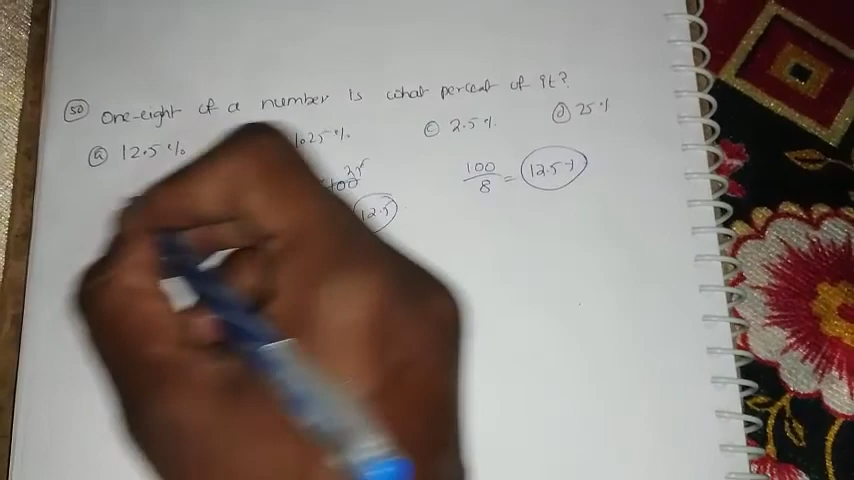 50 One-eight of a number is what percent of it?
a 12.5% 1.025% c 2.5% d 25%
25
100 100/8 = 12.5%
12.5